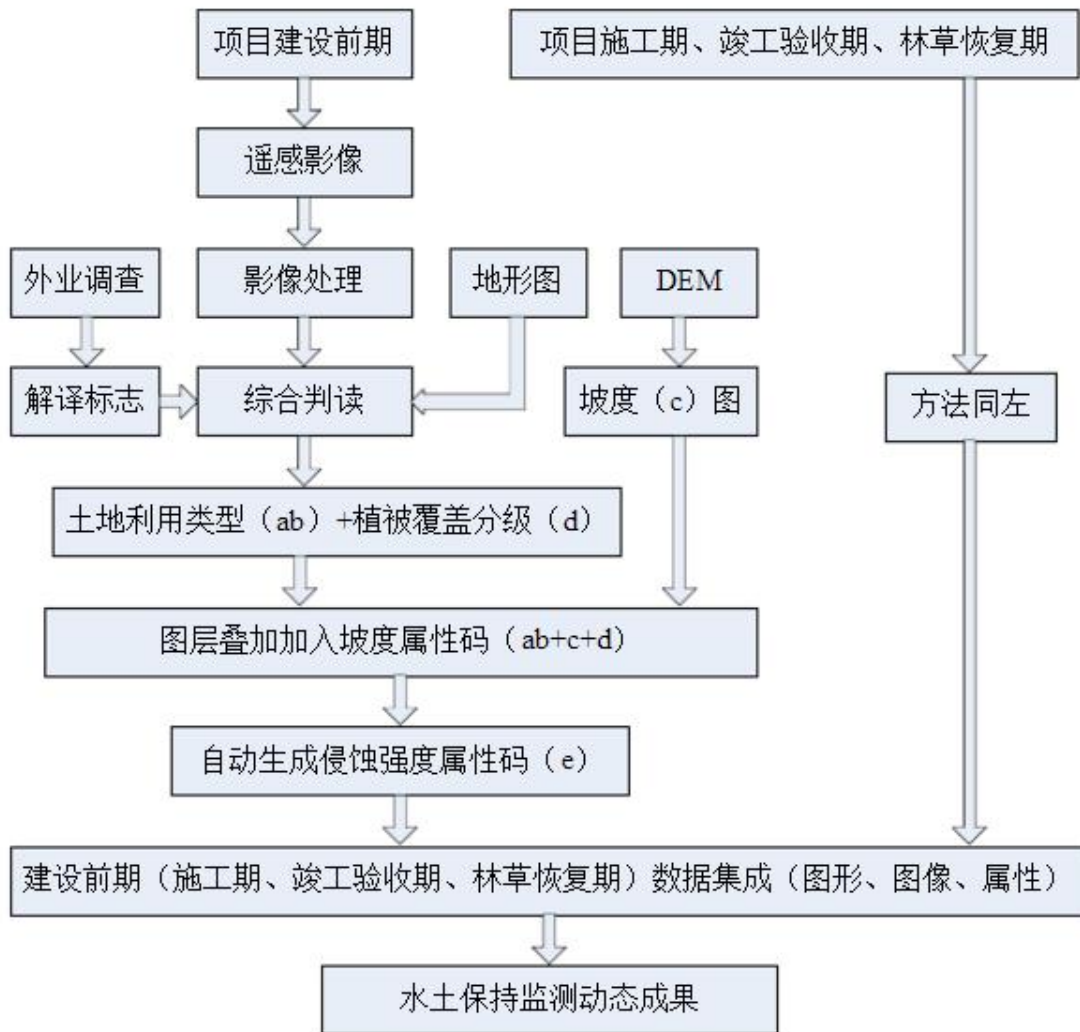 项目建设前期
项目施工期、竣工验收期、林草恢复期
遥感影像
外业调查
影像处理
地形图
DEM
解译标志
综合判读
坡度（c）图
方法同左
土地利用类型（ab）+植被覆盖分级（d）
图层叠加加入坡度属性码（ab+c+d）
自动生成侵蚀强度属性码（e）
建设前期（施工期、竣工验收期、林草恢复期）数据集成（图形、图像、属性）
水土保持监测动态成果